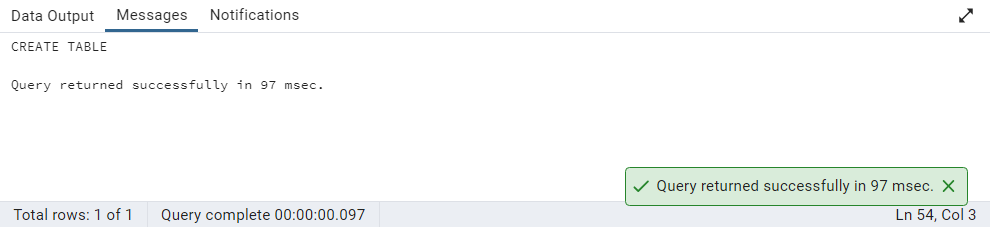 Data Output Messages Notifications
CREATE TABLE
Query returned successfully in 97 msec.
Query returned successfully in 97 msec.
Total rows: 1 of 1 Query complete 00:00:00.097 Ln 54, Col 3